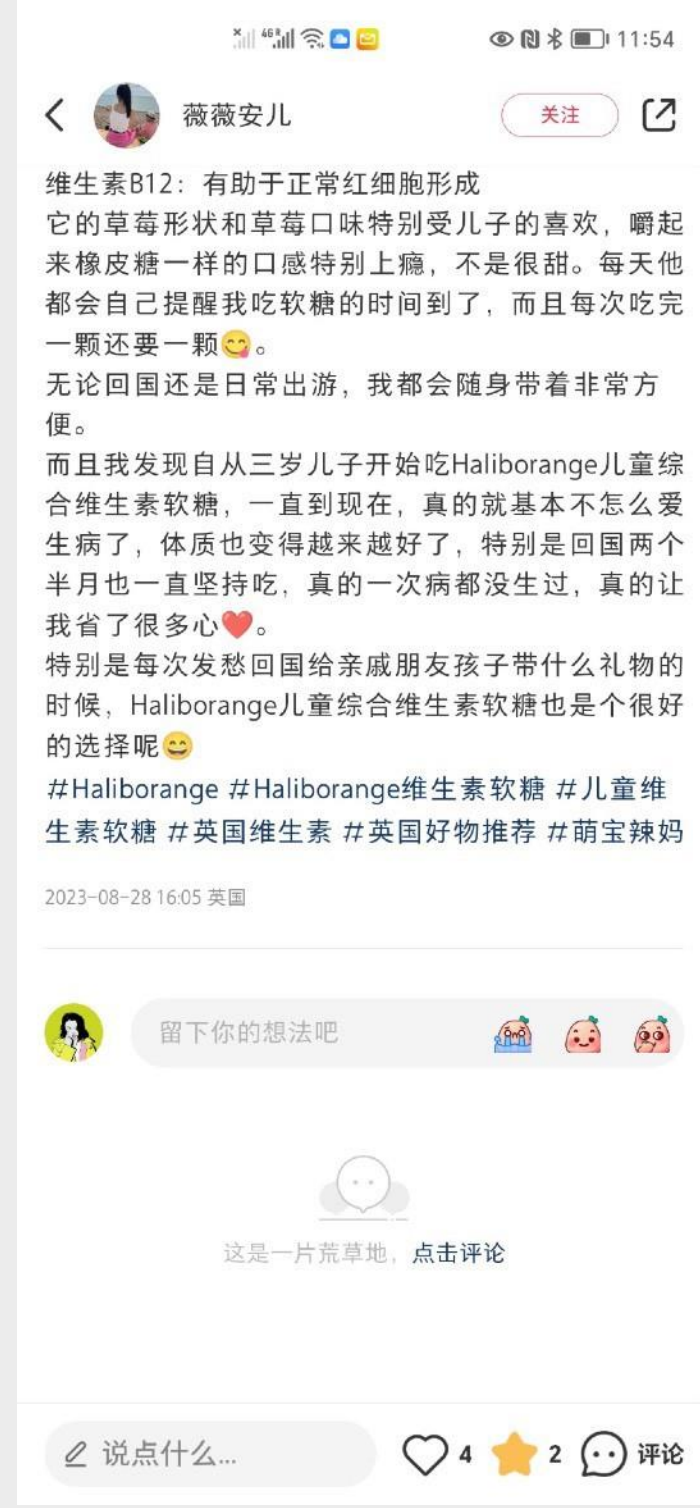 11:54
薇薇安儿
关注
维生素B12：有助于正常红细胞形成
它的草莓形状和草莓口味特别受儿子的喜欢，嚼起
来橡皮糖一样的口感特别上瘾，不是很甜。每天他
都会自己提醒我吃软糖的时间到了，而且每次吃完
一颗还要一颗😋。
无论回国还是日常出游，我都会随身带着非常方
便。
而且我发现自从三岁儿子开始吃Haliborange儿童综
合维生素软糖，一直到现在，真的就基本不怎么爱
生病了，体质也变得越来越好了，特别是回国两个
半月也一直坚持吃，真的一次病都没生过，真的让
我省了很多心❤️。
特别是每次发愁回国给亲戚朋友孩子带什么礼物的
时候，Haliborange儿童综合维生素软糖也是个很好
的选择呢😄
#Haliborange #Haliborange维生素软糖 #儿童维
生素软糖 #英国维生素 #英国好物推荐 #萌宝辣妈
2023-08-28 16:05 英国
留下你的想法吧
这是一片荒草地，点击评论
说点什么... 4 2 评论